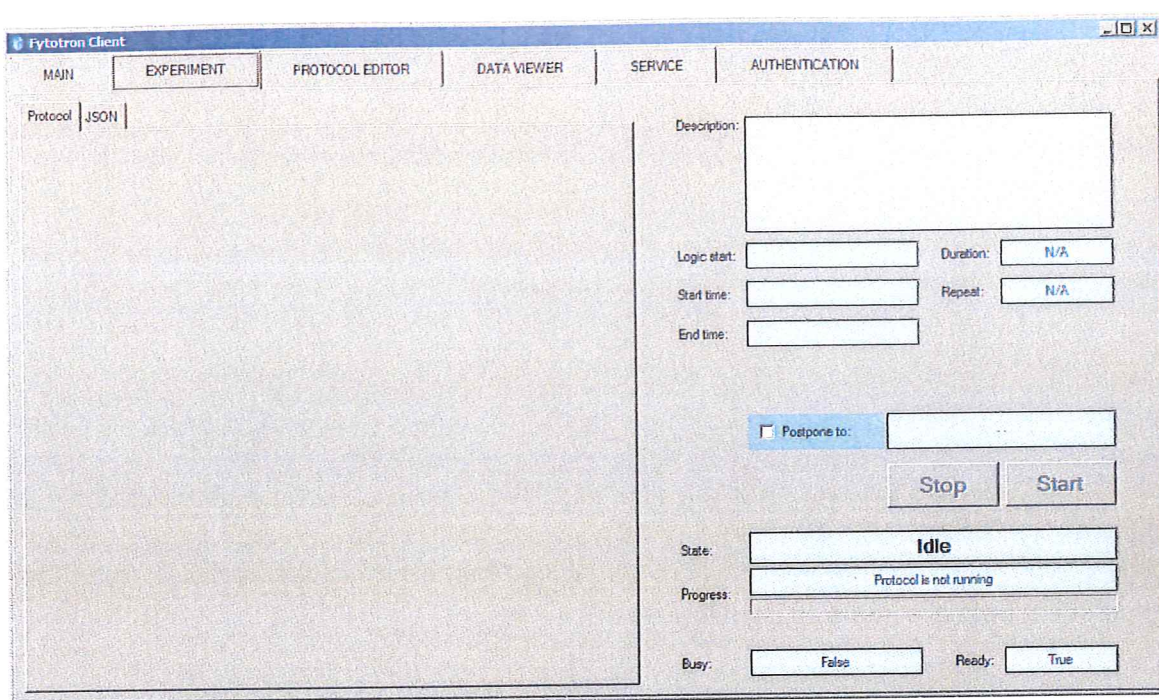 Fytotron Client
MAIN EXPERIMENT PROTOCOL EDITOR DATA VIEWER SERVICE AUTHENTICATION
Protocol JSON
Description:
Logic start: Duration: N/A
Start time: Repeat: N/A
End time:
Postpone to: - -
Stop Start
State: Idle
Progress: Protocol is not running
Busy: False Ready: True